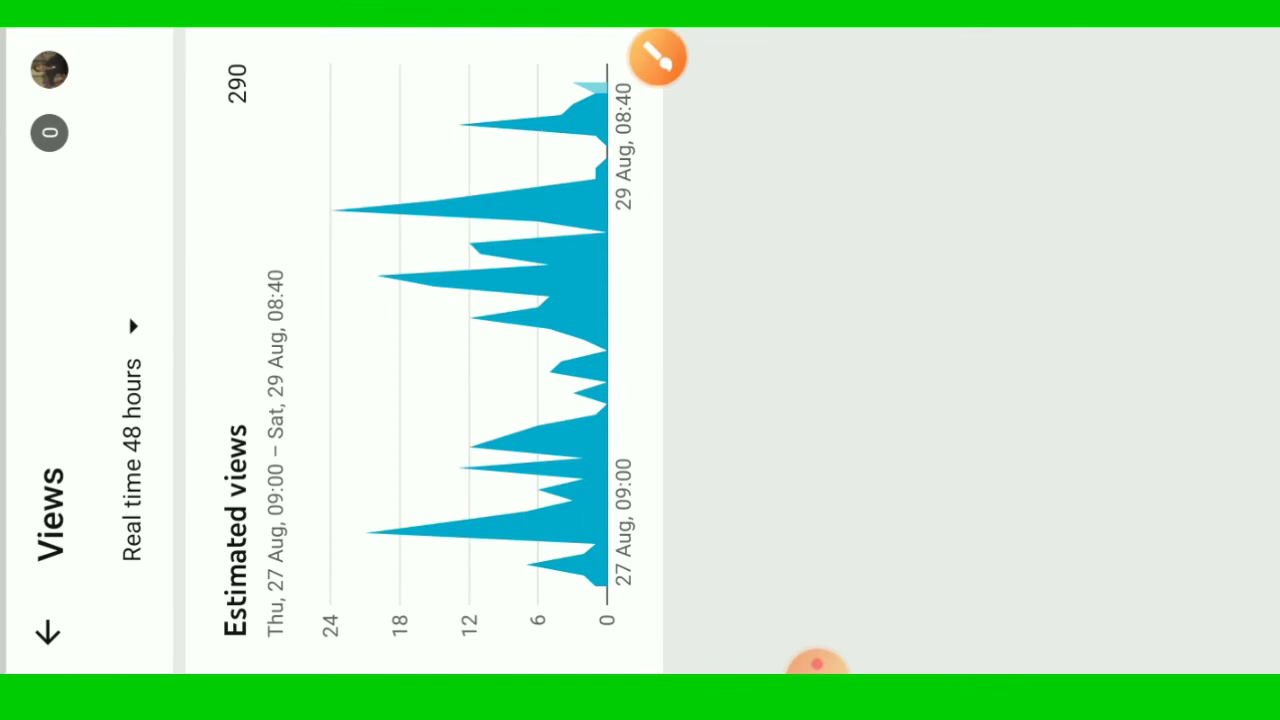 Views
0
Real time 48 hours
Estimated views
290
Thu, 27 Aug, 09:00 – Sat, 29 Aug, 08:40
24
18
12
6
0
27 Aug, 09:00
29 Aug, 08:40